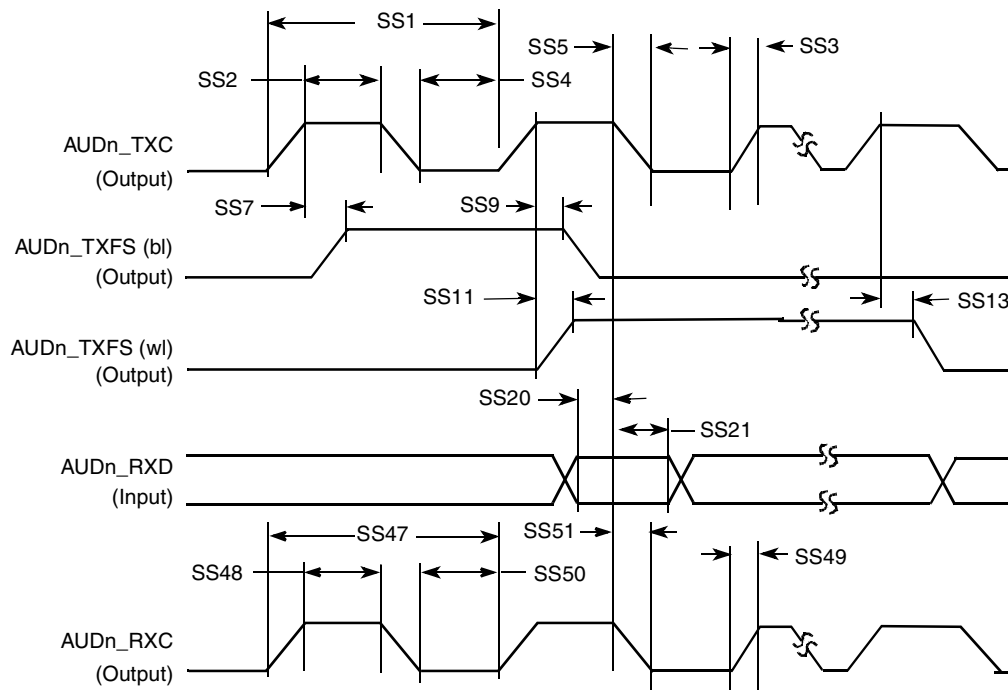 SS1
SS5
SS3
SS2
SS4
AUDn_TXC
(Output)
SS7
SS9
AUDn_TXFS (bl)
(Output)
SS11
SS13
AUDn_TXFS (wl)
(Output)
SS20
SS21
AUDn_RXD
(Input)
SS47
SS51
SS49
SS48
SS50
AUDn_RXC
(Output)